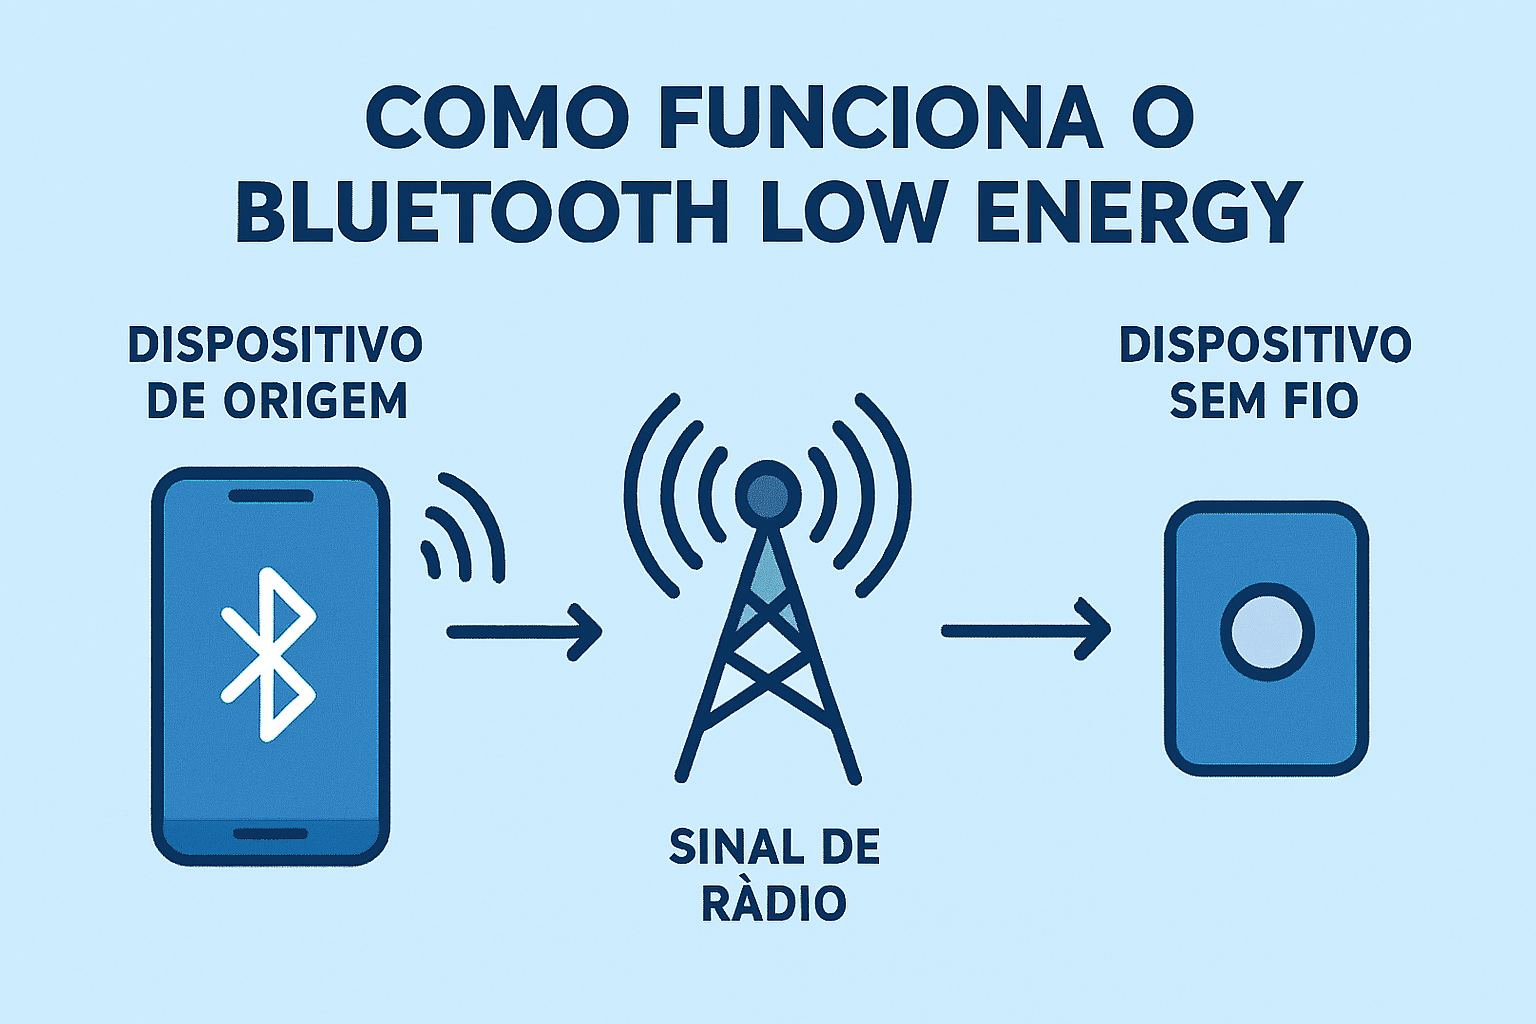 COMO FUNCIONA O
BLUETOOTH LOW ENERGY
DISPOSITIVO
DE ORIGEM
DISPOSITIVO
SEM FIO
SINAL DE
RÀDIO